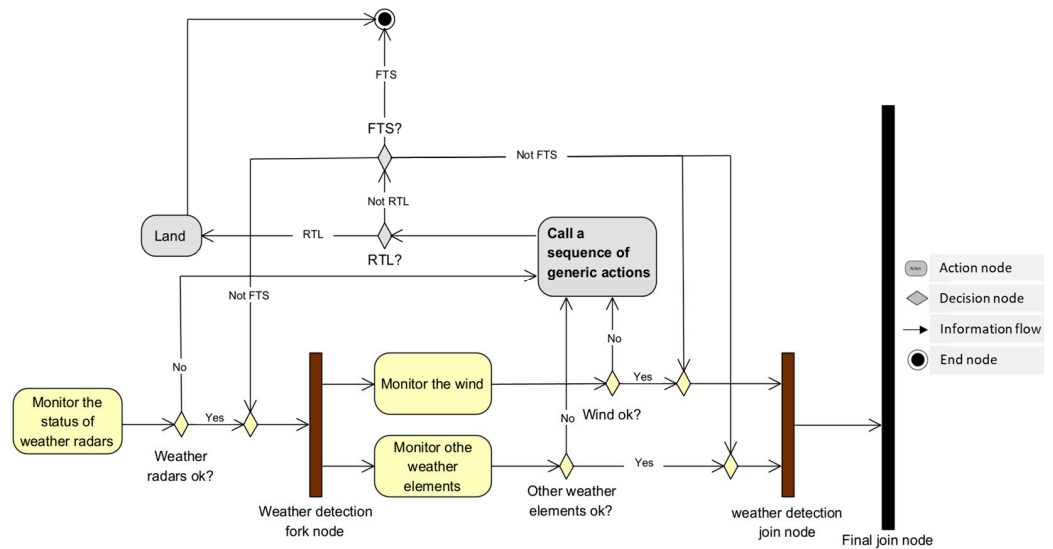 FTS
FTS?
Not FTS
Not RTL
Land
RTL
RTL?
Call a
sequence of
generic actions
Action
Action node
Decision node
Information flow
End node
Not FTS
No
No
Monitor the wind
Yes
Wind ok?
Monitor the
status of
weather radars
Yes
Weather
radars ok?
No
Monitor othe
weather
elements
Yes
Other weather
elements ok?
Weather detection
fork node
weather detection
join node
Final join node